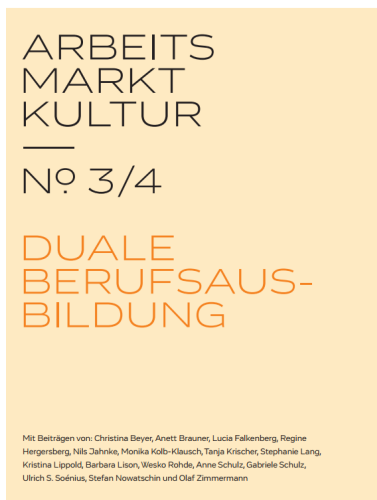 ARBEITS
MARKT
KULTUR
Nº 3/4
DUALE
BERUFSAUS-
BILDUNG
Mit Beiträgen von: Christina Beyer, Anett Brauner, Lucia Falkenberg, Regine
Hergersberg, Nils Jahnke, Monika Kolb-Klausch, Tanja Krischer, Stephanie Lang,
Kristina Lippold, Barbara Lison, Wesko Rohde, Anne Schulz, Gabriele Schulz,
Ulrich S. Soénius, Stefan Nowatschin und Olaf Zimmermann